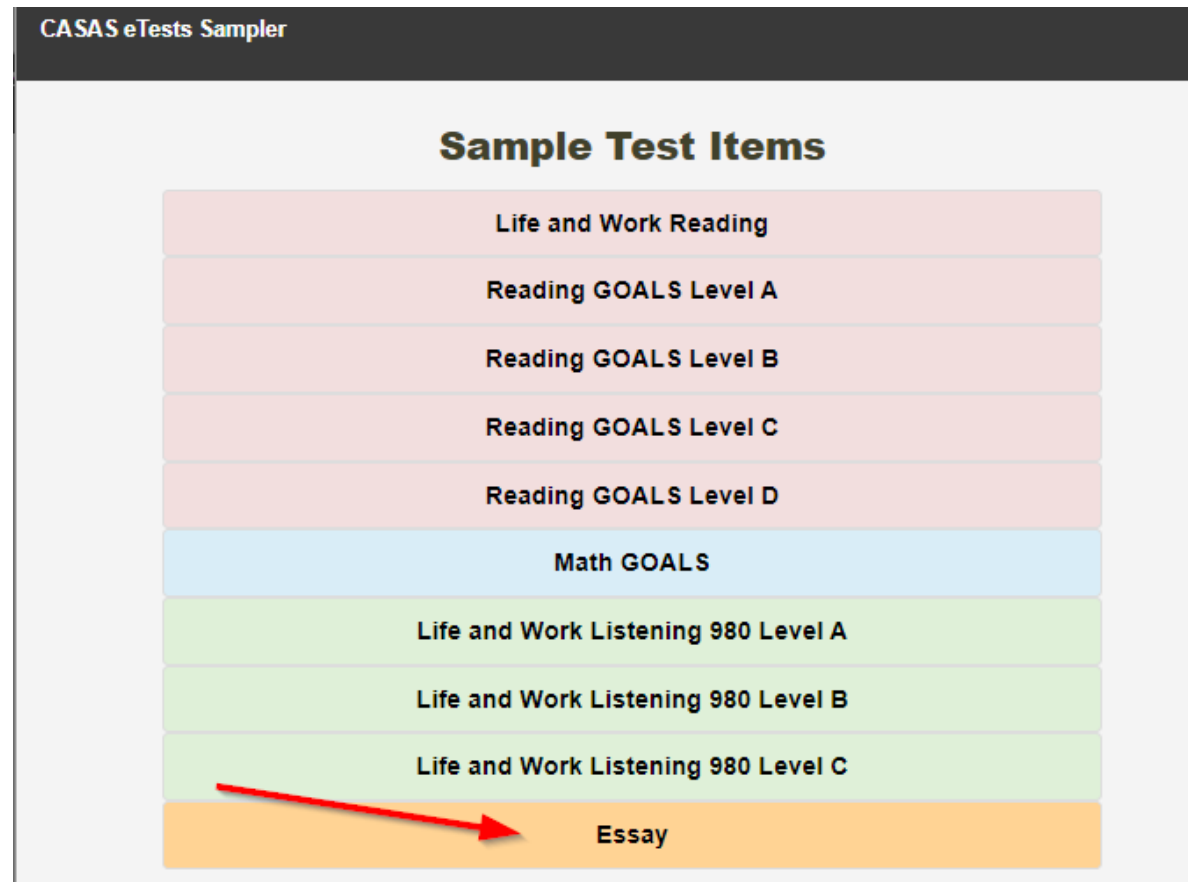 CASAS eTests Sampler
Sample Test Items
Life and Work Reading
Reading GOALS Level A
Reading GOALS Level B
Reading GOALS Level C
Reading GOALS Level D
Math GOALS
Life and Work Listening 980 Level A
Life and Work Listening 980 Level B
Life and Work Listening 980 Level C
Essay